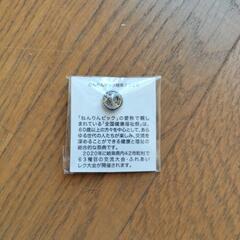 「ねんりんピック」の愛称で親し
まれている「全国健康福祉祭」は、
60歳以上の方々を中心として、あら
ゆる世代の人たちが楽しみ、交流を
深めることができる健康と福祉の
総合的な祭典です。
2020年に岐阜県内42市町村で
63種目の交流大会・ふれあい
レク大会が開催されます。